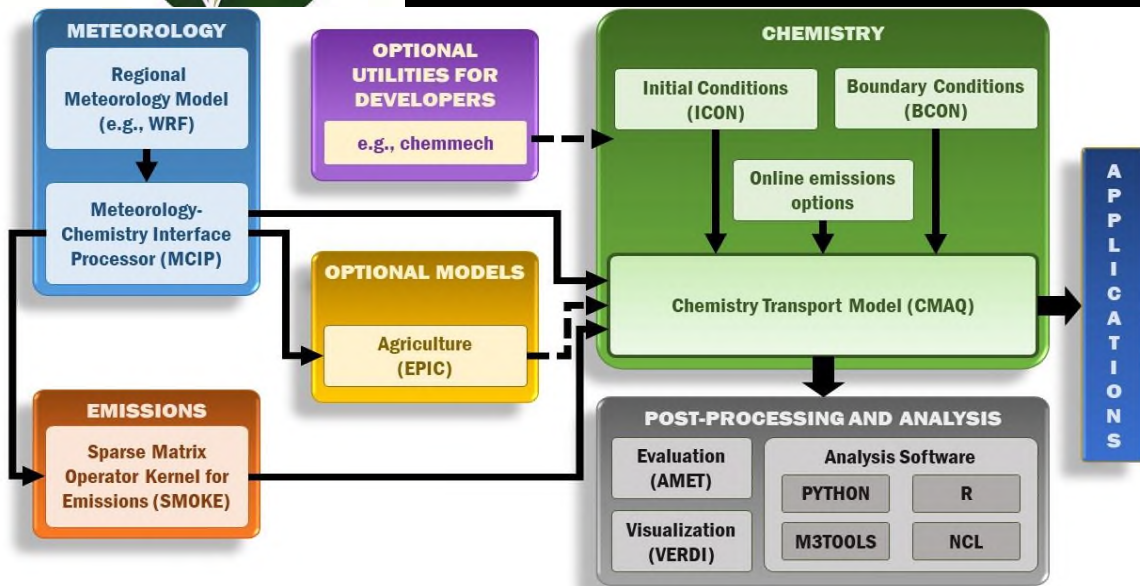 METEOROLOGY
Regional
Meteorology Model
(e.g., WRF)
Meteorology-
Chemistry Interface
Processor (MCIP)
EMISSIONS
Sparse Matrix
Operator Kernel for
Emissions (SMOKE)
OPTIONAL
UTILITIES FOR
DEVELOPERS
e.g., chemmech
OPTIONAL MODELS
Agriculture
(EPIC)
CHEMISTRY
Initial Conditions
(ICON)
Boundary Conditions
(BCON)
Online emissions
options
Chemistry Transport Model (CMAQ)
POST-PROCESSING AND ANALYSIS
Evaluation
(AMET)
Visualization
(VERDI)
Analysis Software
PYTHON
R
M3TOOLS
NCL
APPLICATIONS